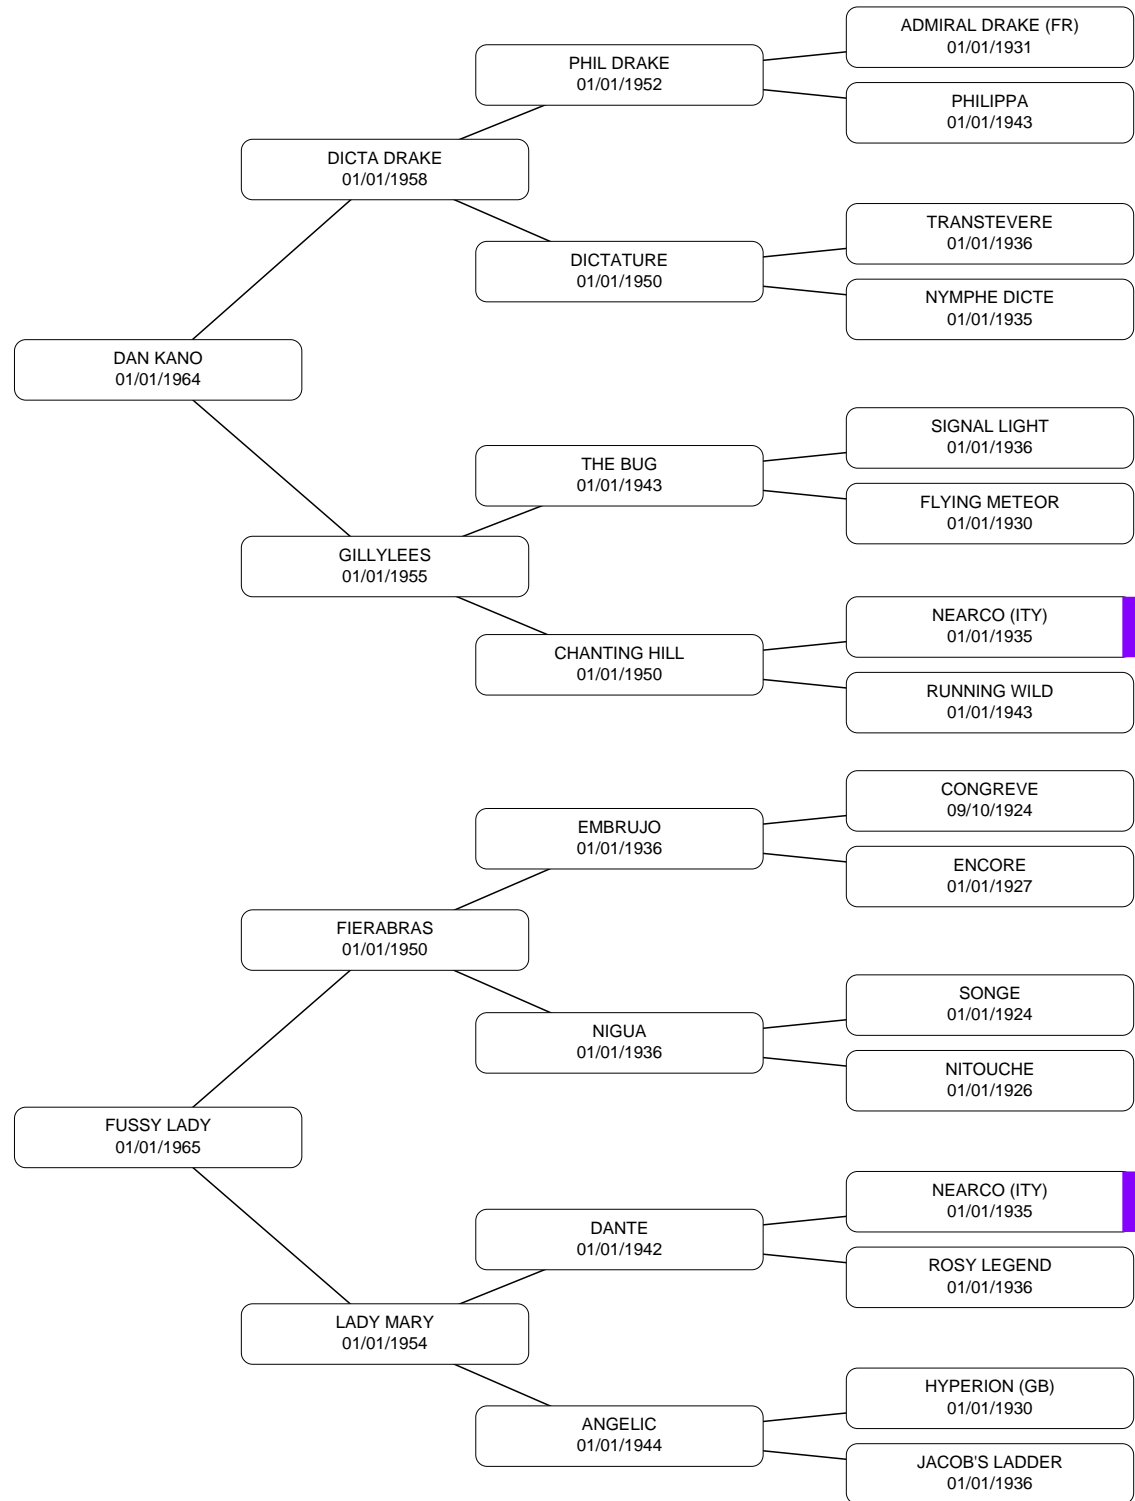 ADMIRAL DRAKE (FR)
01/01/1931
PHIL DRAKE
01/01/1952
PHILIPPA
01/01/1943
DICTA DRAKE
01/01/1958
TRANSTEVERE
01/01/1936
DICTATURE
01/01/1950
NYMPHE DICTE
01/01/1935
DAN KANO
01/01/1964
SIGNAL LIGHT
01/01/1936
THE BUG
01/01/1943
FLYING METEOR
01/01/1930
GILLYLEES
01/01/1955
NEARCO (ITY)
01/01/1935
CHANTING HILL
01/01/1950
RUNNING WILD
01/01/1943
CONGREVE
09/10/1924
EMBRUJO
01/01/1936
ENCORE
01/01/1927
FIERABRAS
01/01/1950
SONGE
01/01/1924
NIGUA
01/01/1936
NITOUCHE
01/01/1926
FUSSY LADY
01/01/1965
NEARCO (ITY)
01/01/1935
DANTE
01/01/1942
ROSY LEGEND
01/01/1936
LADY MARY
01/01/1954
HYPERION (GB)
01/01/1930
ANGELIC
01/01/1944
JACOB'S LADDER
01/01/1936